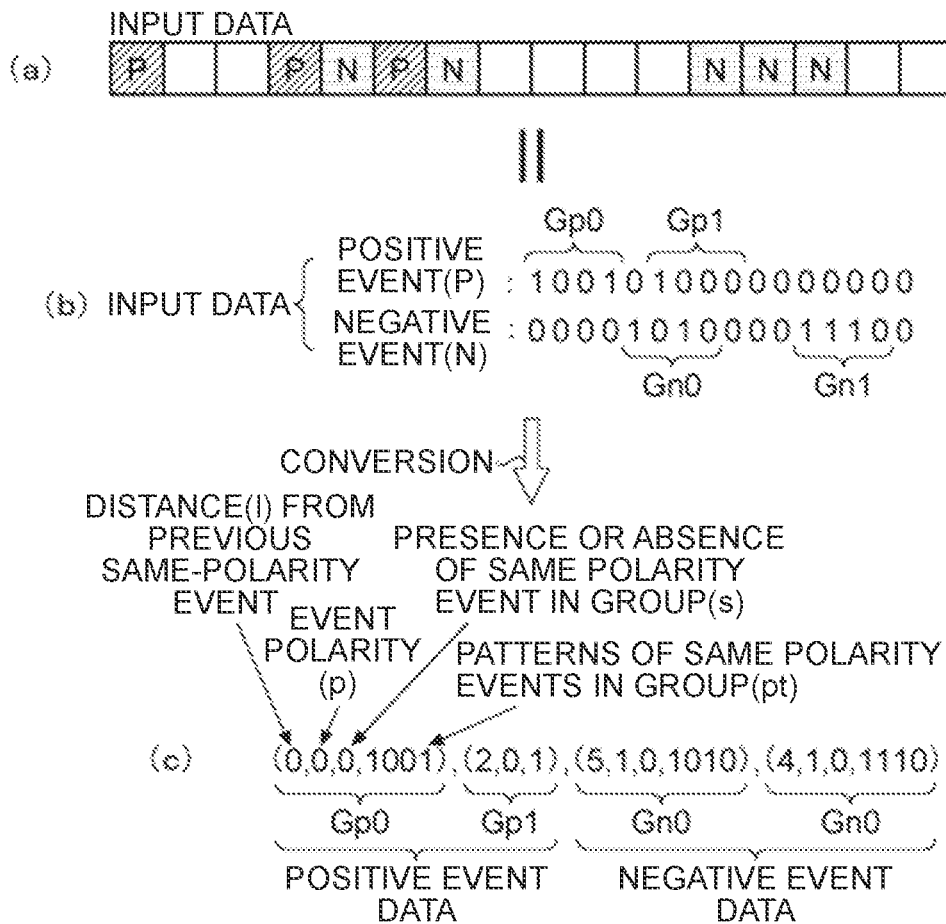 INPUT DATA
(a) P P N P N N N N
Gp0 Gp1
POSITIVE
EVENT(P) : 1001010000000000
(b) INPUT DATA
NEGATIVE
EVENT(N) : 0000101000011100
Gn0 Gn1
CONVERSION
DISTANCE(l) FROM
PREVIOUS
SAME-POLARITY
EVENT
PRESENCE OR ABSENCE
OF SAME POLARITY
EVENT IN GROUP(s)
EVENT
POLARITY
(p)
PATTERNS OF SAME POLARITY
EVENTS IN GROUP(pt)
(c) (0,0,0,1001),(2,0,1),(5,1,0,1010),(4,1,0,1110)
Gp0 Gp1 Gn0 Gn0
POSITIVE EVENT
DATA
NEGATIVE EVENT
DATA